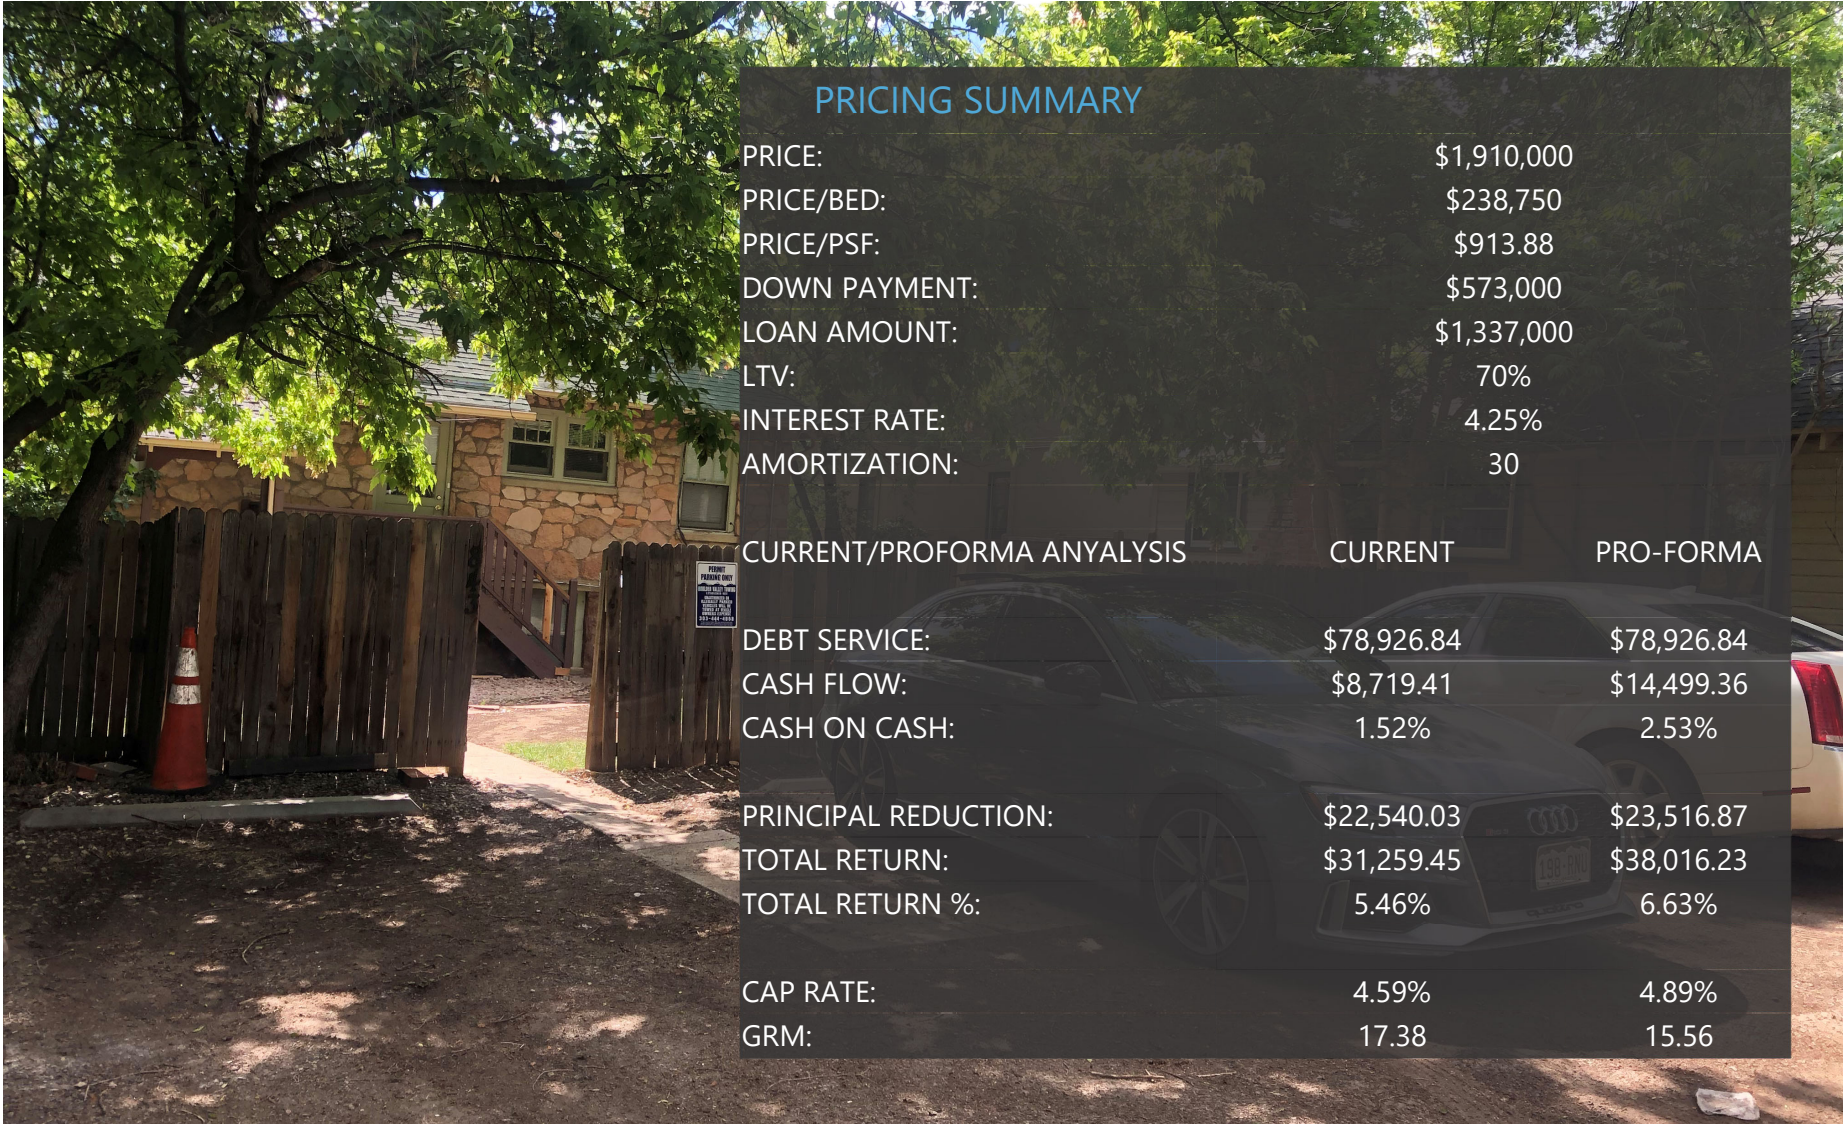 PRICING SUMMARY
PRICE: $1,910,000
PRICE/BED: $238,750
PRICE/PSF: $913.88
DOWN PAYMENT: $573,000
LOAN AMOUNT: $1,337,000
LTV: 70%
INTEREST RATE: 4.25%
AMORTIZATION: 30
CURRENT/PROFORMA ANYALYSIS CURRENT PRO-FORMA
DEBT SERVICE: $78,926.84 $78,926.84
CASH FLOW: $8,719.41 $14,499.36
CASH ON CASH: 1.52% 2.53%
PRINCIPAL REDUCTION: $22,540.03 $23,516.87
TOTAL RETURN: $31,259.45 $38,016.23
TOTAL RETURN %: 5.46% 6.63%
CAP RATE: 4.59% 4.89%
GRM: 17.38 15.56
PERMIT
PARKING ONLY